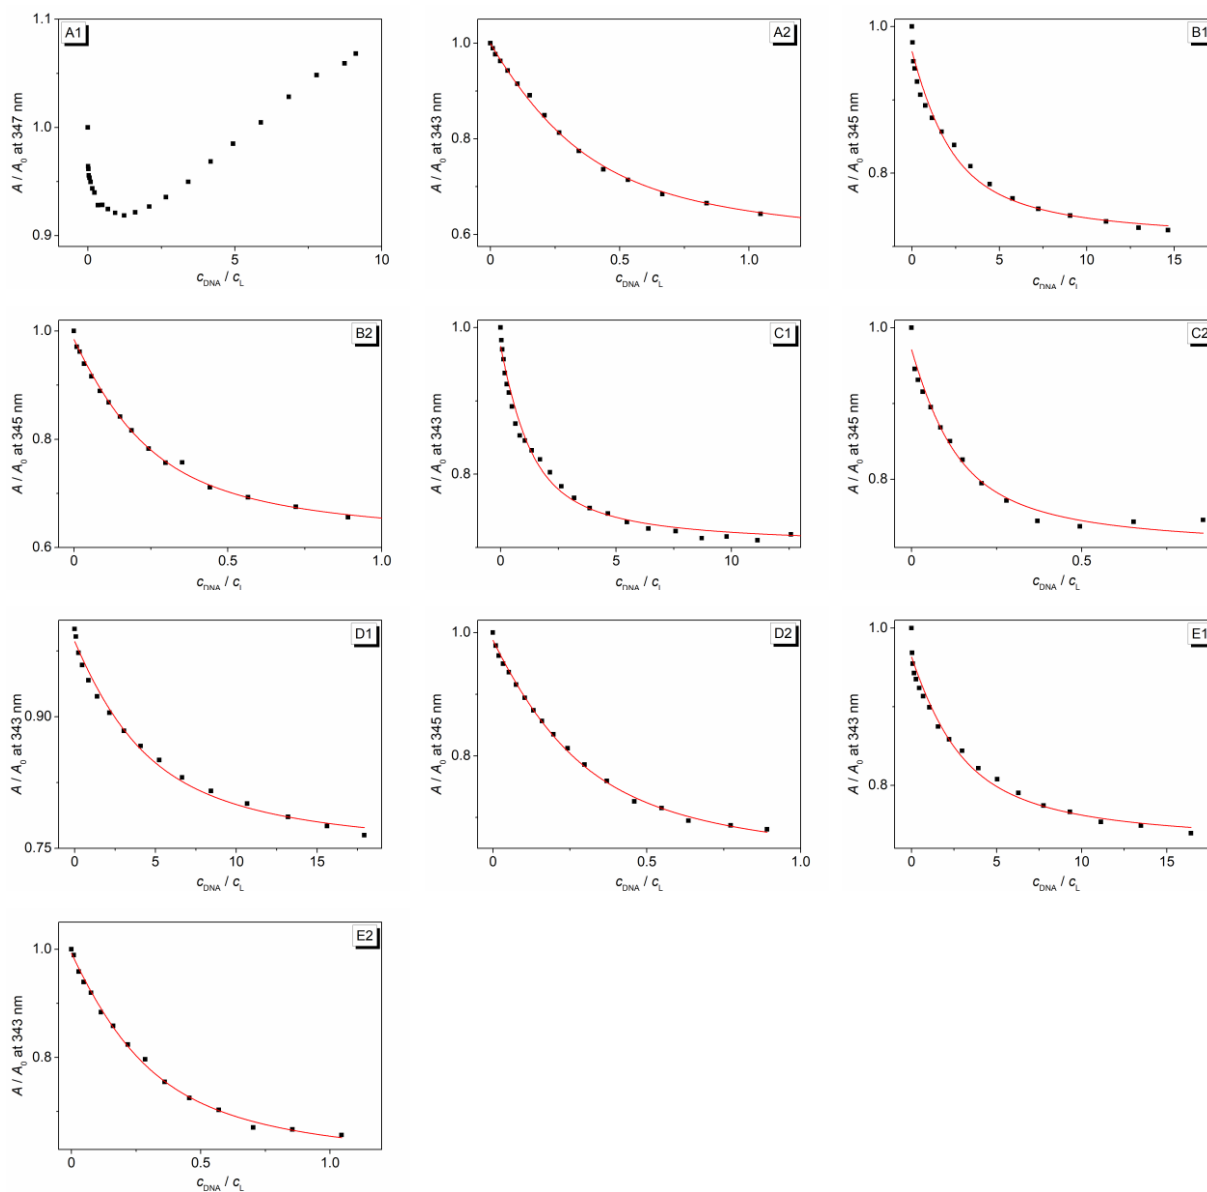 A1
1.1
1.0
0.9
A / A0 at 347 nm
0
5
10
cDNA / cL
A2
1.0
0.8
0.6
A / A0 at 343 nm
0.0
0.5
1.0
cDNA / cL
B1
1.0
0.8
A / A0 at 345 nm
0
5
10
15
cDNA / cL
B2
1.0
0.8
0.6
A / A0 at 345 nm
0.0
0.5
1.0
cDNA / cL
C1
1.0
0.8
A / A0 at 343 nm
0
5
10
cDNA / cL
C2
1.0
0.8
A / A0 at 345 nm
0.0
0.5
cDNA / cL
D1
0.90
0.75
A / A0 at 343 nm
0
5
10
15
cDNA / cL
D2
1.0
0.8
A / A0 at 345 nm
0.0
0.5
1.0
cDNA / cL
E1
1.0
0.8
A / A0 at 343 nm
0
5
10
15
cDNA / cL
E2
1.0
0.8
A / A0 at 343 nm
0.0
0.5
1.0
cDNA / cL